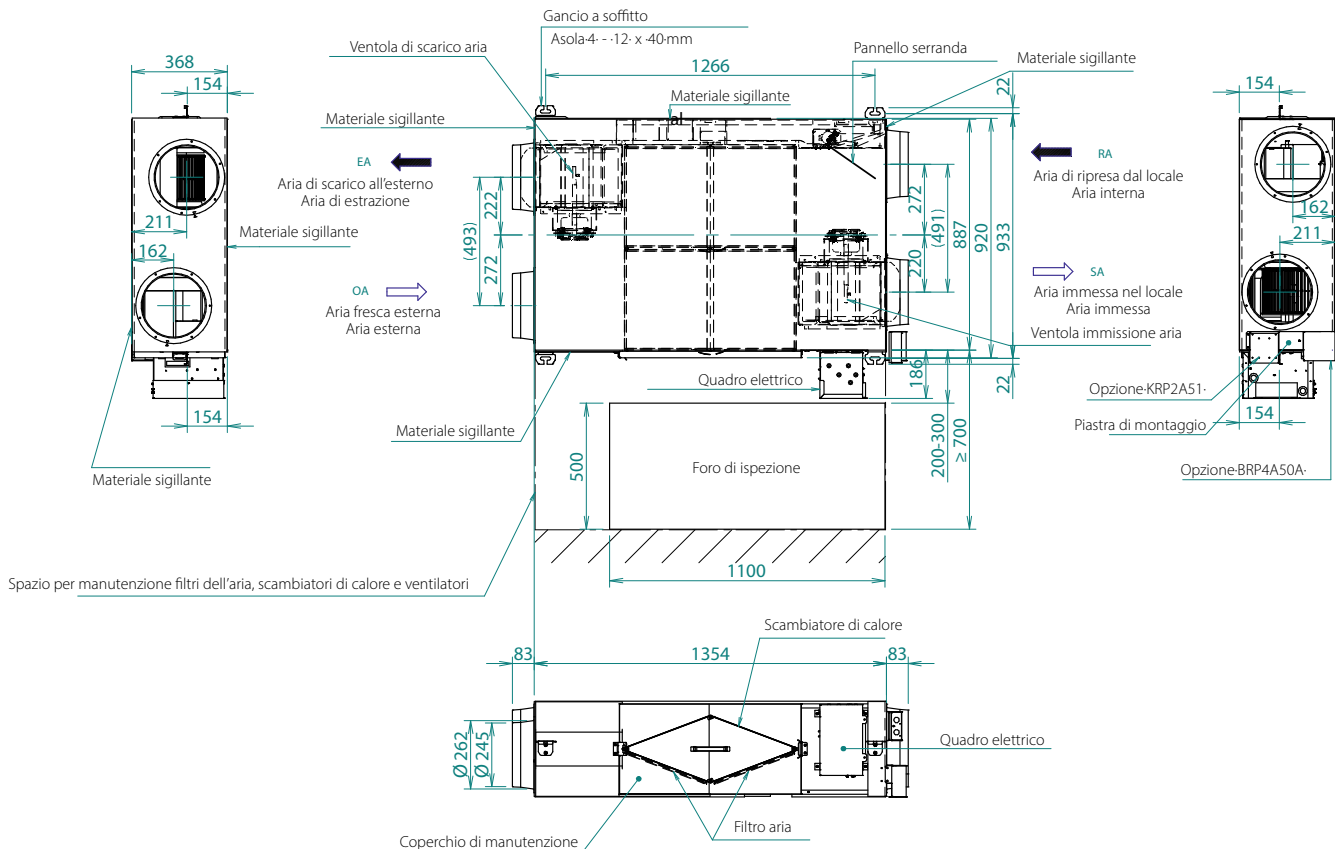 Gancio a soffitto
Asola·4· - ·12· x ·40·mm
Ventola di scarico aria
Pannello serranda
Materiale sigillante
368
154
1266
22
154
Materiale sigillante
Materiale sigillante
EA
Aria di scarico all'esterno
Aria di estrazione
RA
Aria di ripresa dal locale
Aria interna
211
162
Materiale sigillante
(493)
222
272
272
(491)
220
887
920
933
162
211
OA
Aria fresca esterna
Aria esterna
SA
Aria immessa nel locale
Aria immessa
Ventola immissione aria
Quadro elettrico
186
22
Opzione·KRP2A51·
154
Materiale sigillante
Piastra di montaggio
154
Materiale sigillante
500
Foro di ispezione
200-300
≥ 700
Opzione·BRP4A50A·
1100
Spazio per manutenzione filtri dell'aria, scambiatori di calore e ventilatori
Scambiatore di calore
83
1354
83
Ø 262
Ø 245
Quadro elettrico
Filtro aria
Coperchio di manutenzione